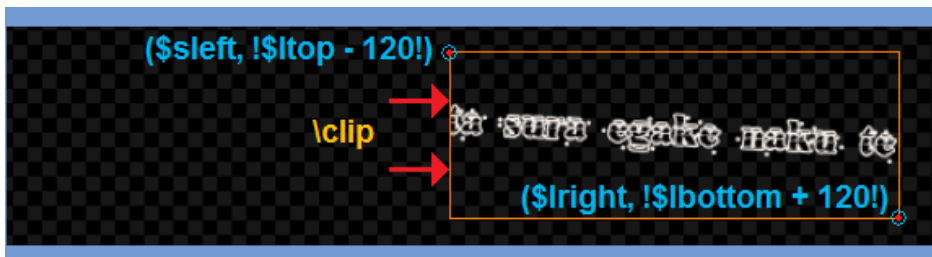 ($sleft, !$ltop - 120!)
\clip
ta sura egake naku te
($lright, !$lbottom + 120!)